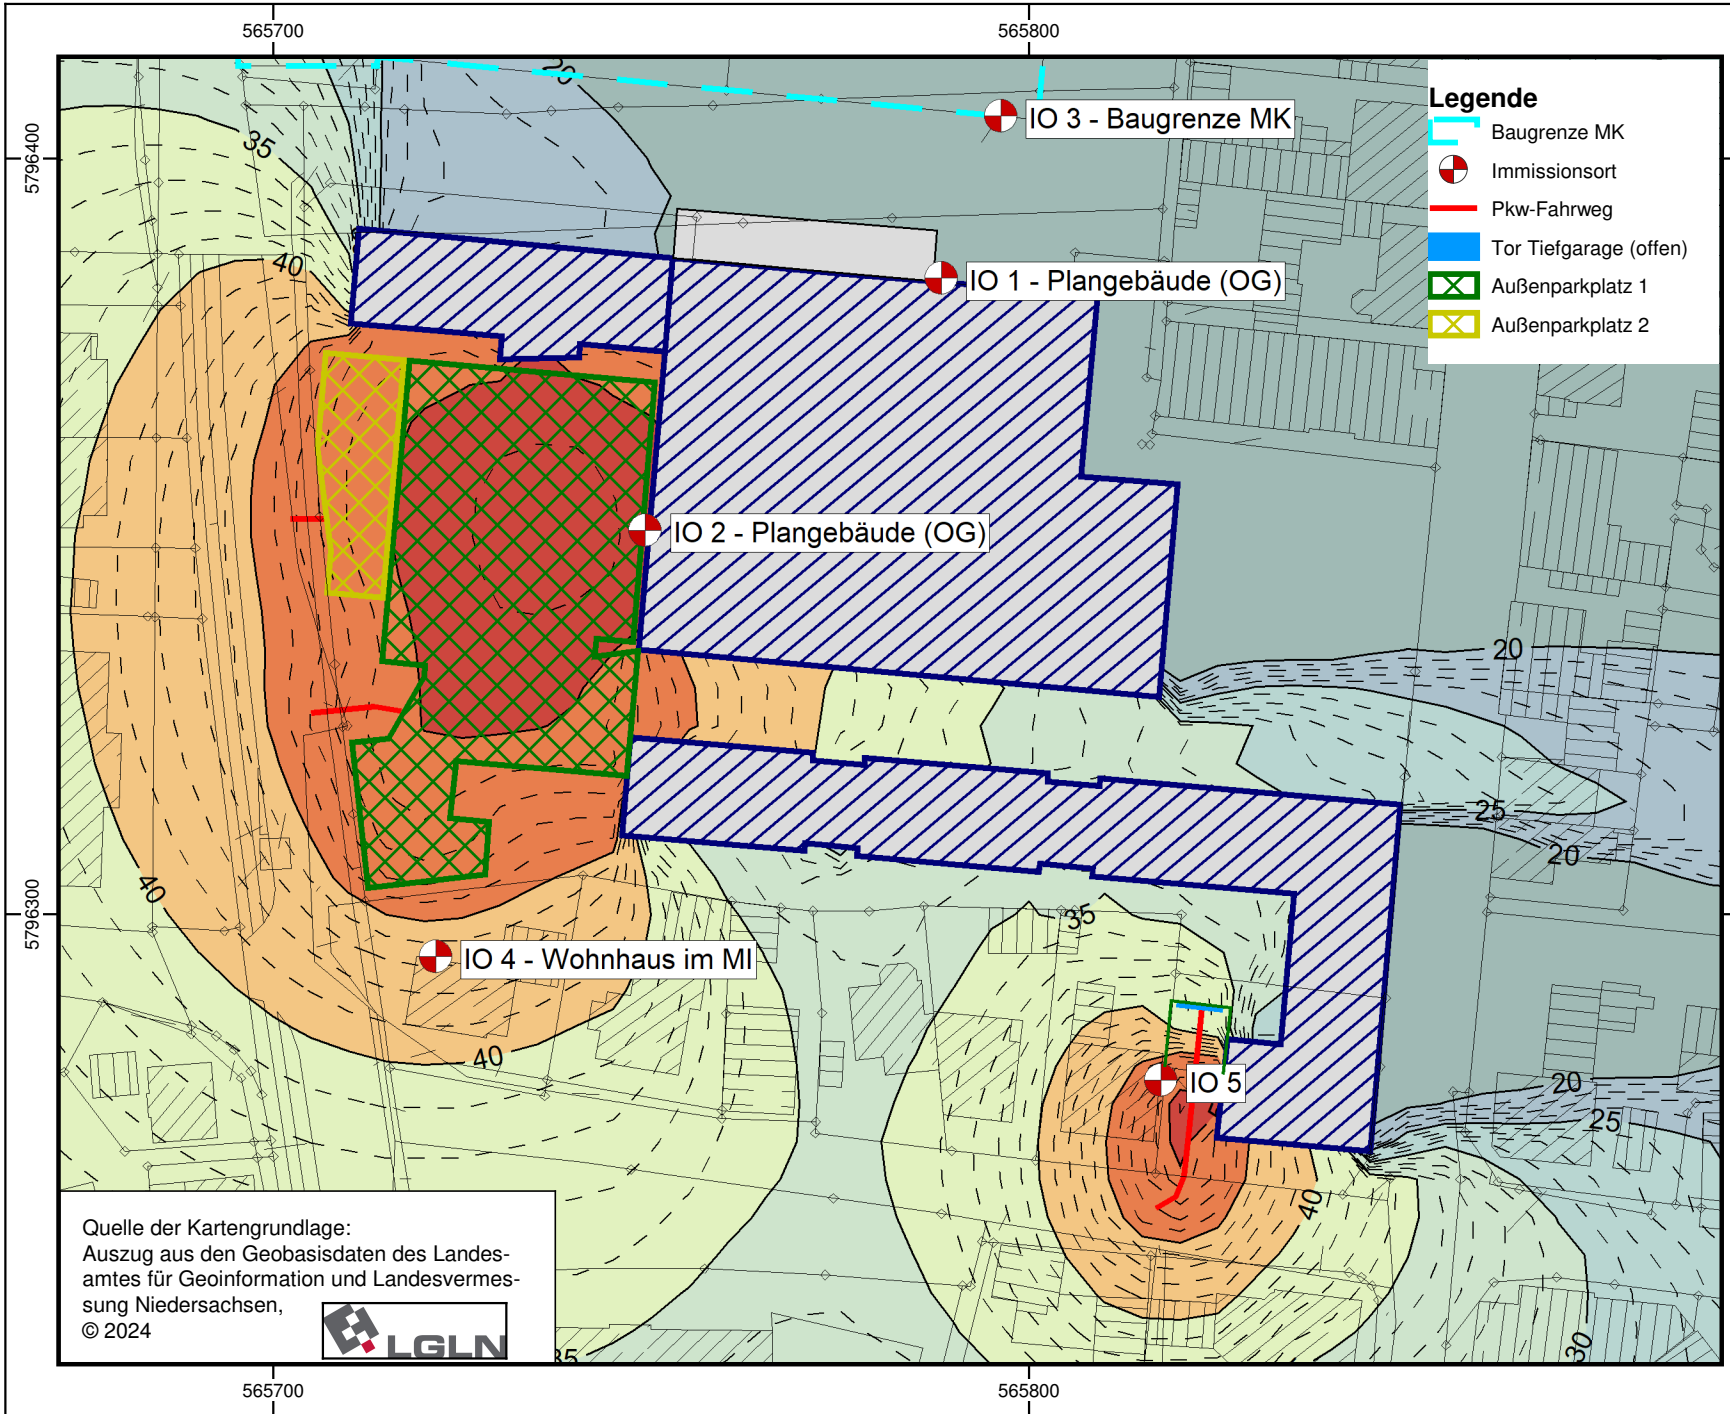 565700
565800
5796400
5796300
20
35
40
IO 3 - Baugrenze MK
IO 1 - Plangebäude (OG)
IO 2 - Plangebäude (OG)
IO 4 - Wohnhaus im MI
IO 5
20
25
20
40
40
35
20
25
40
30
35
Legende
Baugrenze MK
Immissionsort
Pkw-Fahrweg
Tor Tiefgarage (offen)
Außenparkplatz 1
Außenparkplatz 2
Quelle der Kartengrundlage:
Auszug aus den Geobasisdaten des Landes-
amtes für Geoinformation und Landesvermes-
sung Niedersachsen,
© 2024
LGLN
565700
565800